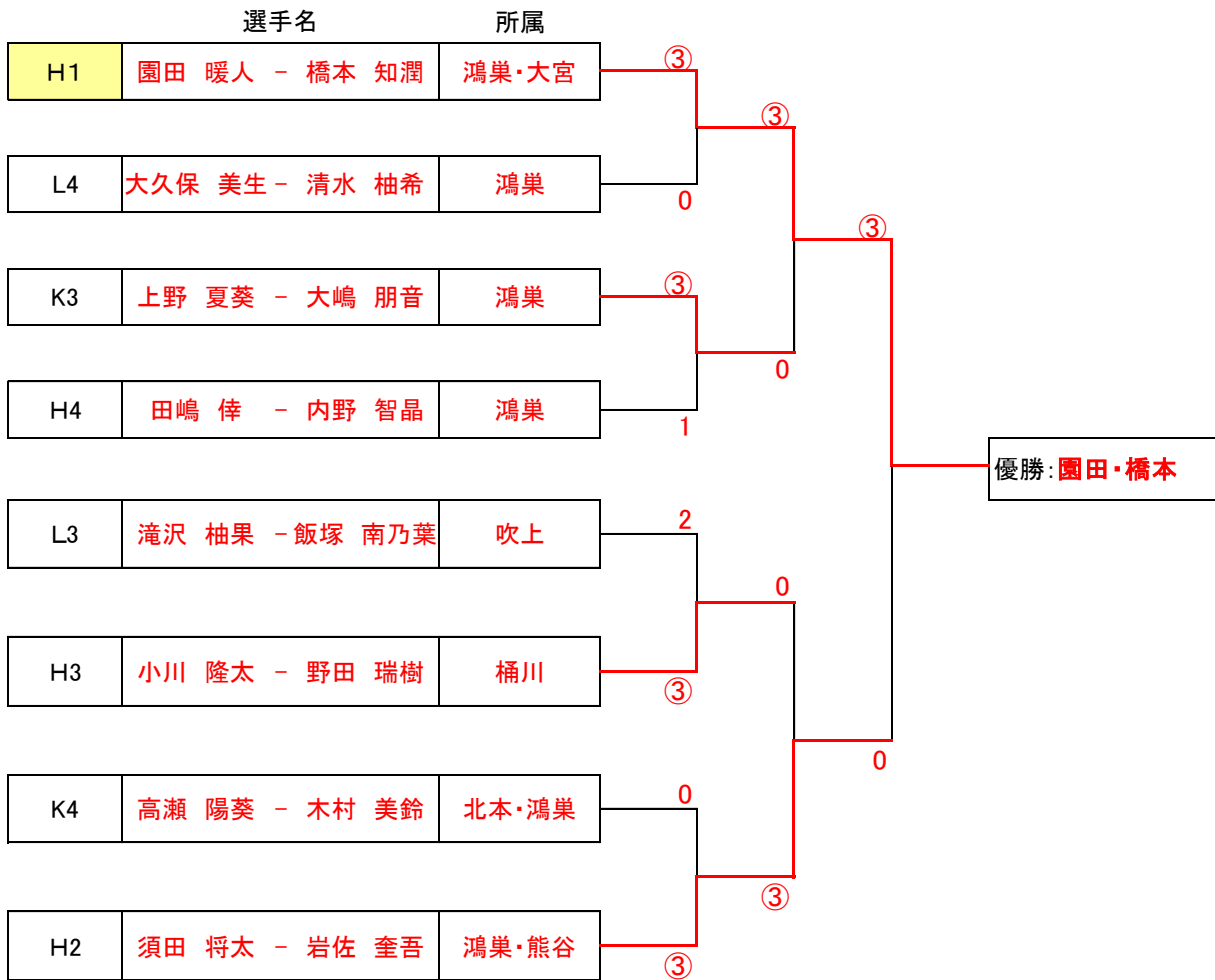 選手名 所属
H1 園田 暖人 － 橋本 知潤 鴻巣・大宮 ③
③
L4 大久保 美生 － 清水 柚希 鴻巣 0
③
K3 上野 夏葵 － 大嶋 朋音 鴻巣 ③
0
H4 田嶋 倖 － 内野 智晶 鴻巣 1
優勝：園田・橋本
L3 滝沢 柚果 － 飯塚 南乃葉 吹上 2
0
H3 小川 隆太 － 野田 瑞樹 桶川 ③
0
K4 高瀬 陽葵 － 木村 美鈴 北本・鴻巣 0
③
H2 須田 将太 － 岩佐 奎吾 鴻巣・熊谷 ③